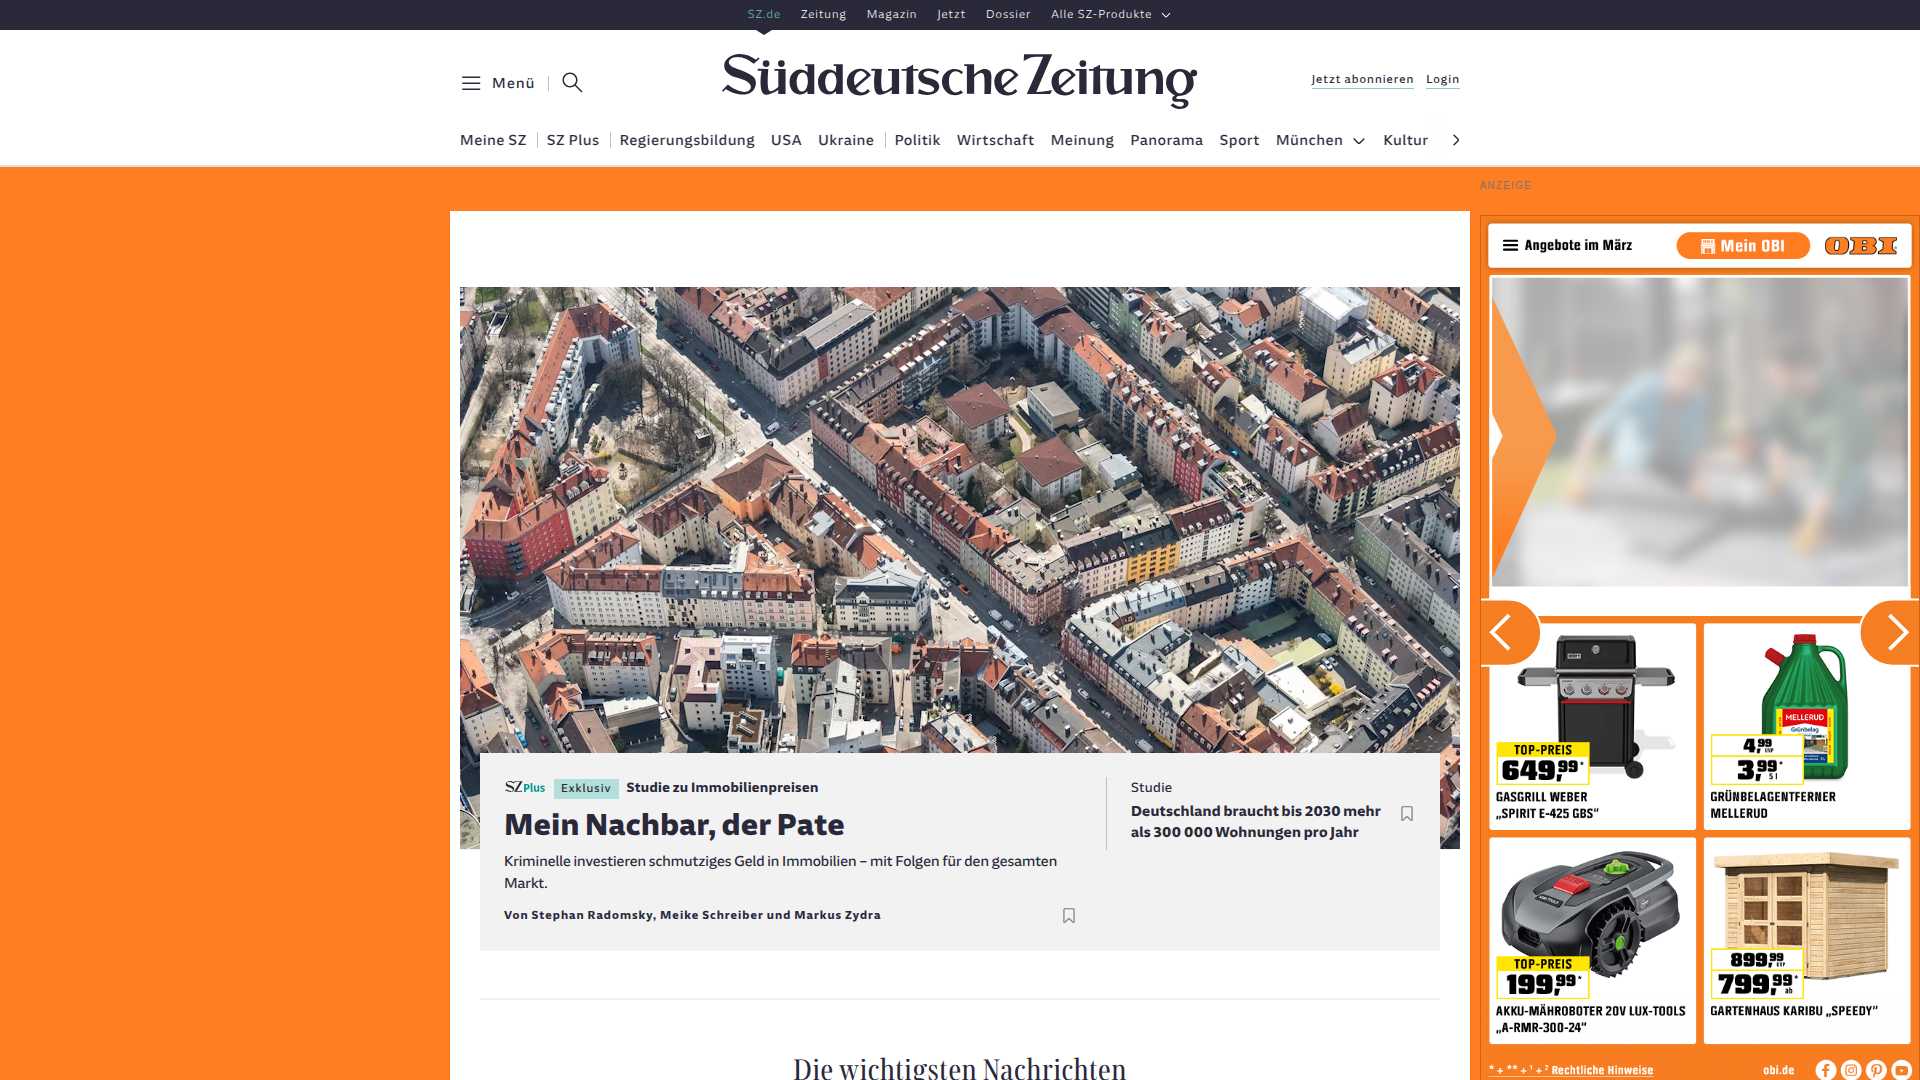 SZ.de Zeitung Magazin Jetzt Dossier Alle SZ-Produkte
Menü
Süddeutsche Zeitung
Jetzt abonnieren Login
Meine SZ SZ Plus Regierungsbildung USA Ukraine Politik Wirtschaft Meinung Panorama Sport München Kultur
ANZEIGE
Angebote im März
Mein OBI
OBI
SZ Plus Exklusiv Studie zu Immobilienpreisen
Mein Nachbar, der Pate
Kriminelle investieren schmutziges Geld in Immobilien – mit Folgen für den gesamten
Markt.
Von Stephan Radomsky, Meike Schreiber und Markus Zydra
Studie
Deutschland braucht bis 2030 mehr
als 300 000 Wohnungen pro Jahr
Die wichtigsten Nachrichten
TOP-PREIS
649,99*
GASGRILL WEBER
„SPIRIT E-425 GBS“
MELLERUD
Grünbelag
4,99 UVP
3,99*
5 l
GRÜNBELAGENTFERNER
MELLERUD
TOP-PREIS
199,99*
AKKU-MÄHROBOTER 20V LUX-TOOLS
„A-RMR-300-24“
899,99 UVP
799,99*
ab
GARTENHAUS KARIBU „SPEEDY“
* + ** + ¹ + ² Rechtliche Hinweise
obi.de